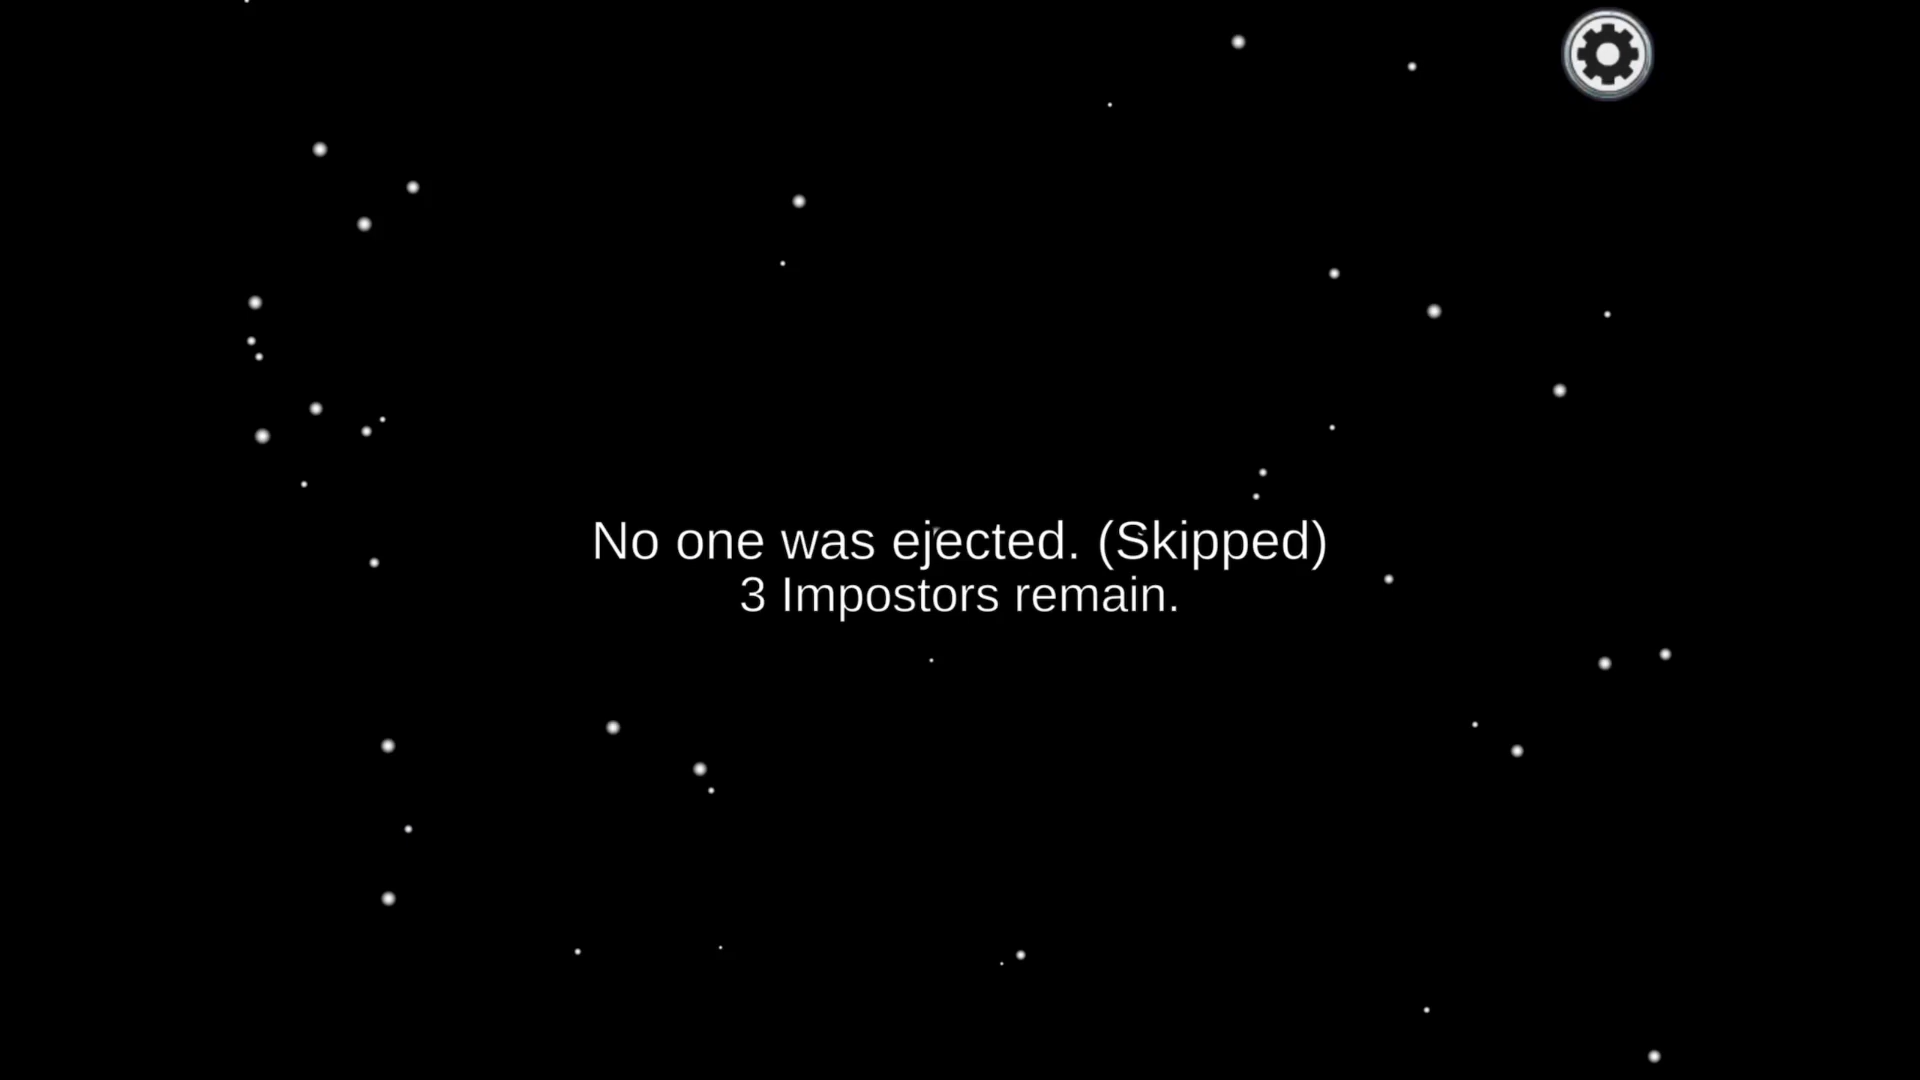 No one was ejected. (Skipped)
3 Impostors remain.